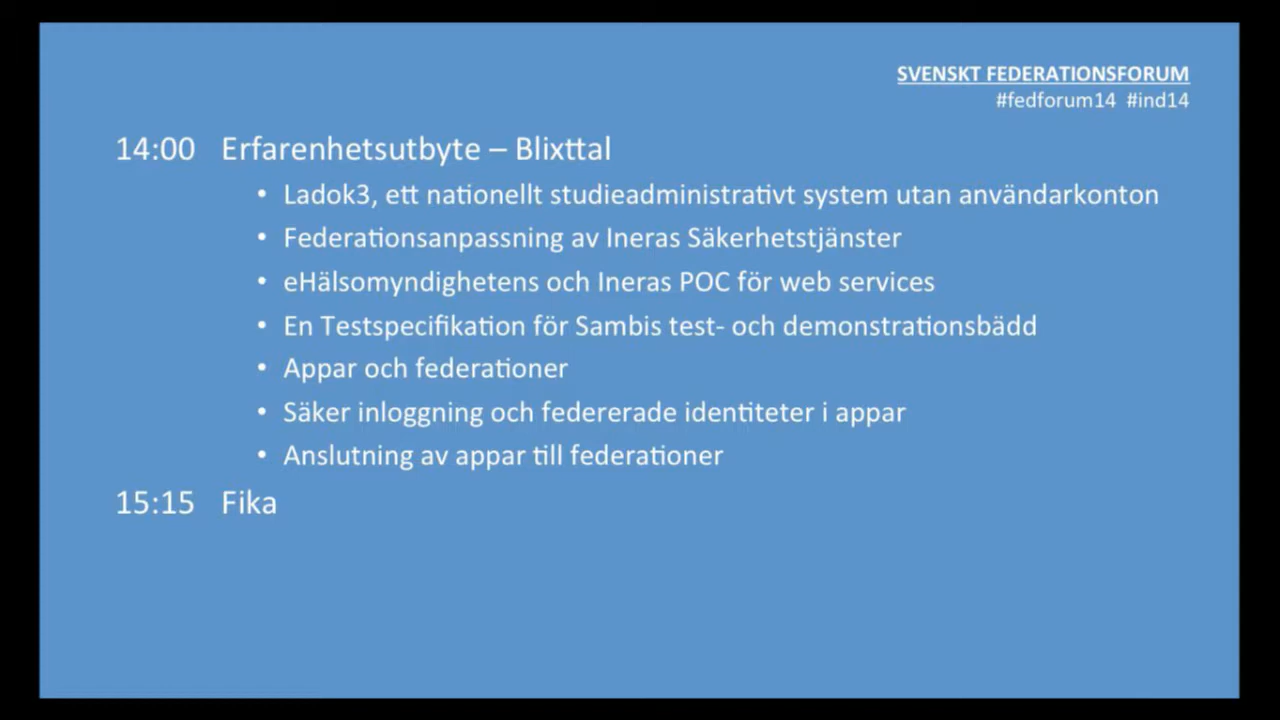 SVENSKT FEDERATIONSFORUM
#fedforum14 #ind14
14:00 Erfarenhetsutbyte – Blixttal
• Ladok3, ett nationellt studieadministrativt system utan användarkonton
• Federationsanpassning av Ineras Säkerhetstjänster
• eHälsomyndighetens och Ineras POC för web services
• En Testspecifikation för Sambis test- och demonstrationsbädd
• Appar och federationer
• Säker inloggning och federerade identiteter i appar
• Anslutning av appar till federationer
15:15 Fika